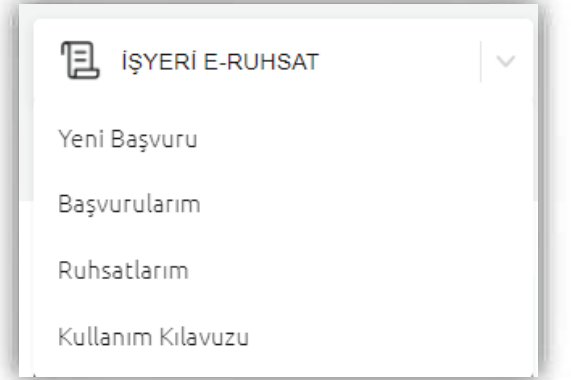 İŞYERİ E-RUHSAT
Yeni Başvuru
Başvurularım
Ruhsatlarım
Kullanım Kılavuzu